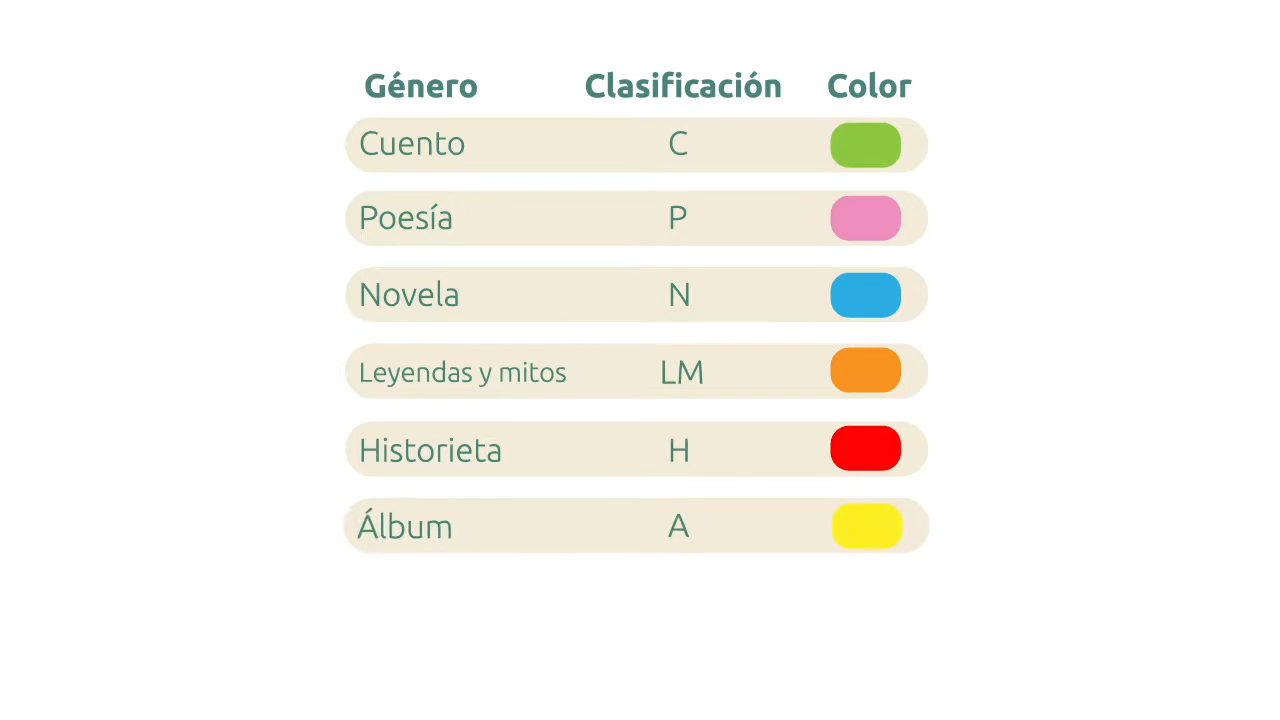 Género Clasificación Color
Cuento C
Poesía P
Novela N
Leyendas y mitos LM
Historieta H
Álbum A